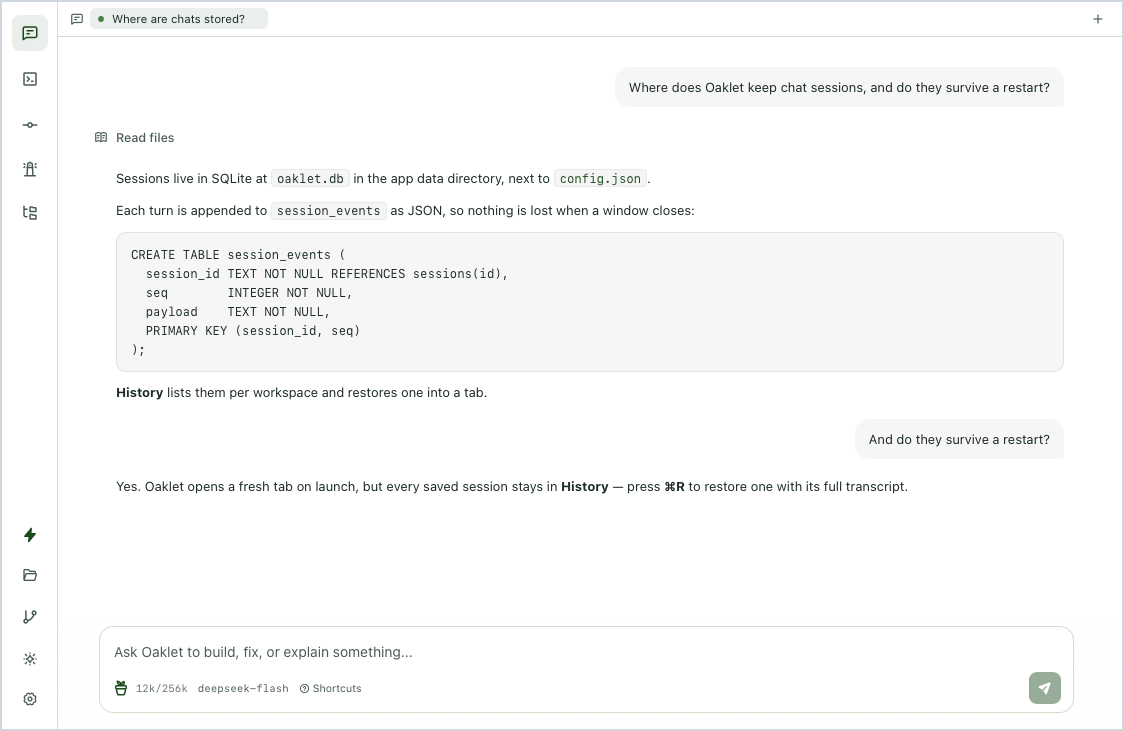 Where are chats stored?
Where does Oaklet keep chat sessions, and do they survive a restart?
Read files
Sessions live in SQLite at oaklet.db in the app data directory, next to config.json.
Each turn is appended to session_events as JSON, so nothing is lost when a window closes:
CREATE TABLE session_events (
  session_id TEXT NOT NULL REFERENCES sessions(id),
  seq        INTEGER NOT NULL,
  payload    TEXT NOT NULL,
  PRIMARY KEY (session_id, seq)
);
History lists them per workspace and restores one into a tab.
And do they survive a restart?
Yes. Oaklet opens a fresh tab on launch, but every saved session stays in History — press ⌘R to restore one with its full transcript.
Ask Oaklet to build, fix, or explain something...
12k/256k deepseek-flash Shortcuts